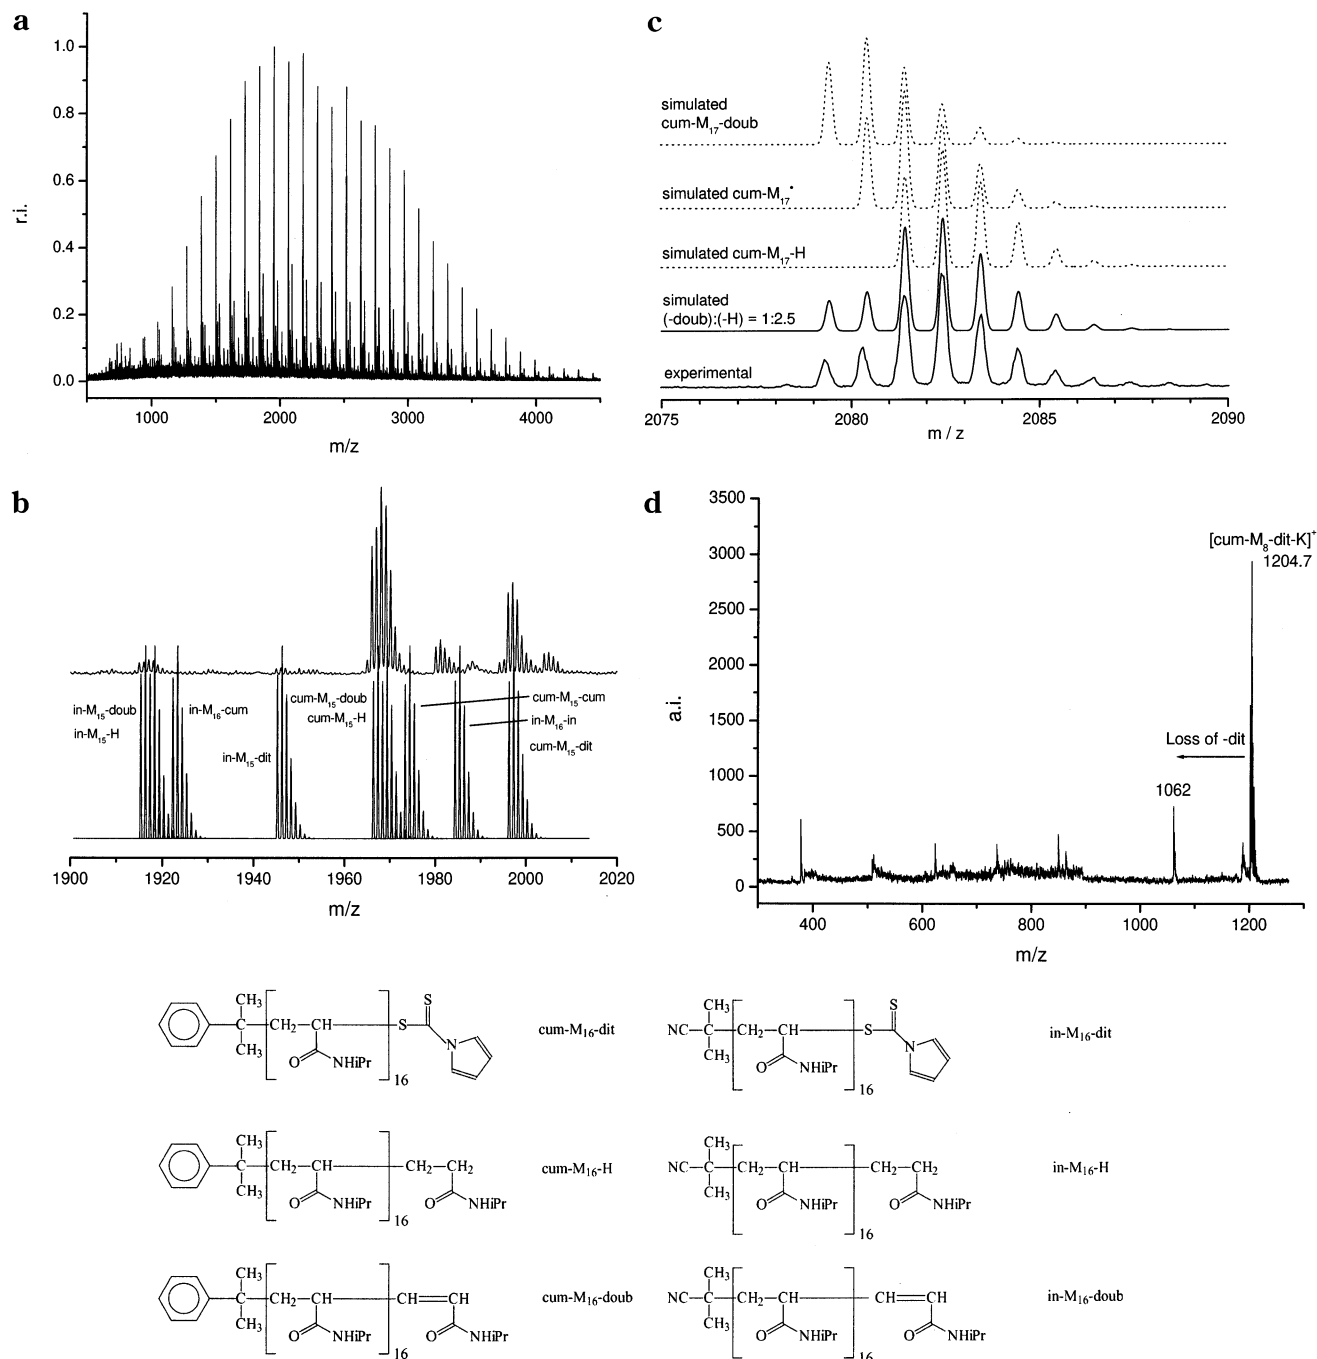 a
1.0
0.8
0.6
0.4
0.2
0.0
r.i.
1000 2000 3000 4000
m/z
c
simulated
cum-M17-doub
simulated cum-M17•
simulated cum-M17-H
simulated
(-doub):(-H) = 1:2.5
experimental
2075 2080 2085 2090
m / z
b
in-M15-doub
in-M15-H
in-M16-cum
in-M15-dit
cum-M15-doub
cum-M15-H
cum-M15-cum
in-M16-in
cum-M15-dit
1900 1920 1940 1960 1980 2000 2020
m/z
d
3500
3000
2500
2000
1500
1000
500
0
a.i.
[cum-M8-dit-K]+
1204.7
Loss of -dit
1062
400 600 800 1000 1200
m/z
CH3
C CH2 CH S S
CH3
O NHiPr N
16
cum-M16-dit
CH3
NC C CH2 CH S S
CH3
O NHiPr N
16
in-M16-dit
CH3
C CH2 CH CH2 CH2
CH3
O NHiPr O NHiPr
16
cum-M16-H
CH3
NC C CH2 CH CH2 CH2
CH3
O NHiPr O NHiPr
16
in-M16-H
CH3
C CH2 CH CH CH
CH3
O NHiPr O NHiPr
16
cum-M16-doub
CH3
NC C CH2 CH CH CH
CH3
O NHiPr O NHiPr
16
in-M16-doub